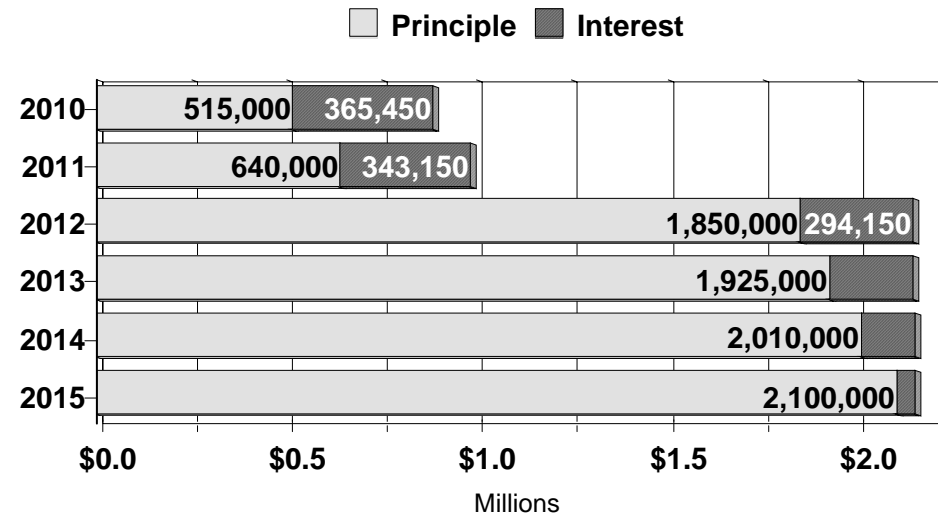 Principle Interest
2010 515,000 365,450
2011 640,000 343,150
2012 1,850,000 294,150
2013 1,925,000
2014 2,010,000
2015 2,100,000
$0.0 $0.5 $1.0 $1.5 $2.0
Millions